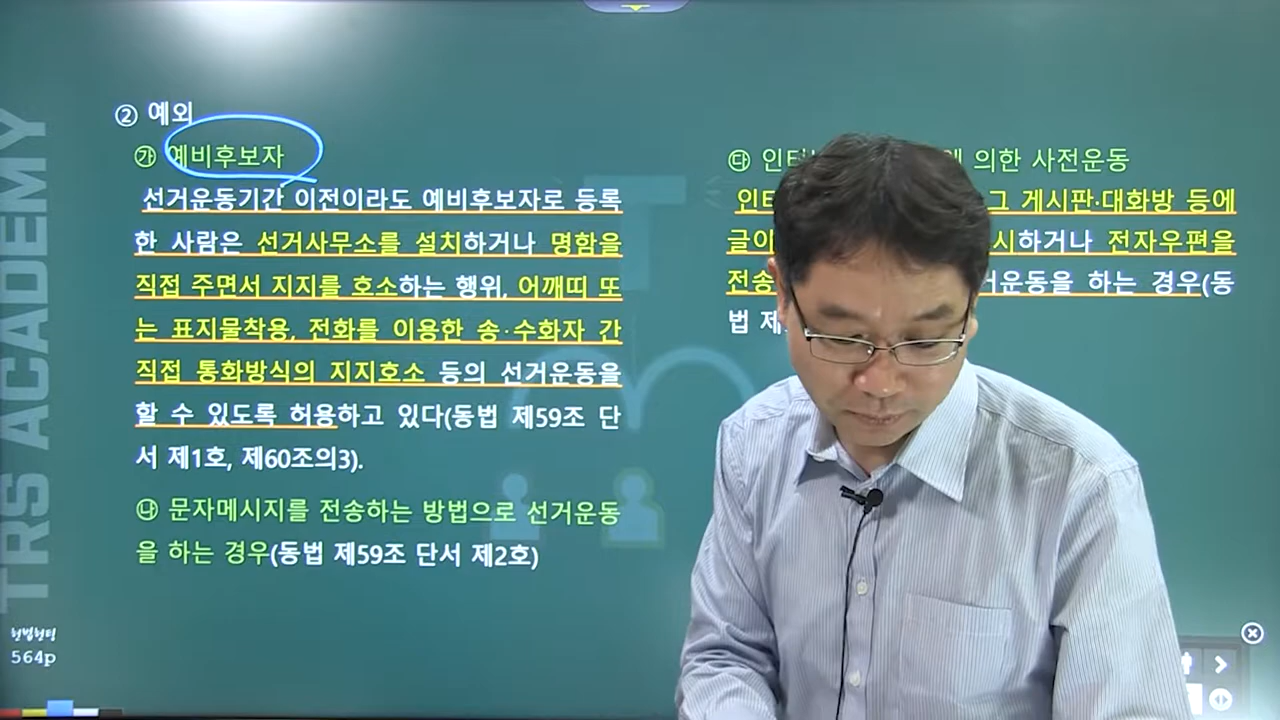 ② 예외
㉮ 예비후보자
선거운동기간 이전이라도 예비후보자로 등록
한 사람은 선거사무소를 설치하거나 명함을
직접 주면서 지지를 호소하는 행위, 어깨띠 또
는 표지물착용, 전화를 이용한 송·수화자 간
직접 통화방식의 지지호소 등의 선거운동을
할 수 있도록 허용하고 있다(동법 제59조 단
서 제1호, 제60조의3).
㉯ 문자메시지를 전송하는 방법으로 선거운동
을 하는 경우(동법 제59조 단서 제2호)
㉰ 의한 사전운동
그 게시판·대화방 등에
하거나 전자우편을
하는 경우(동
법
TRS ACADEMY
564p